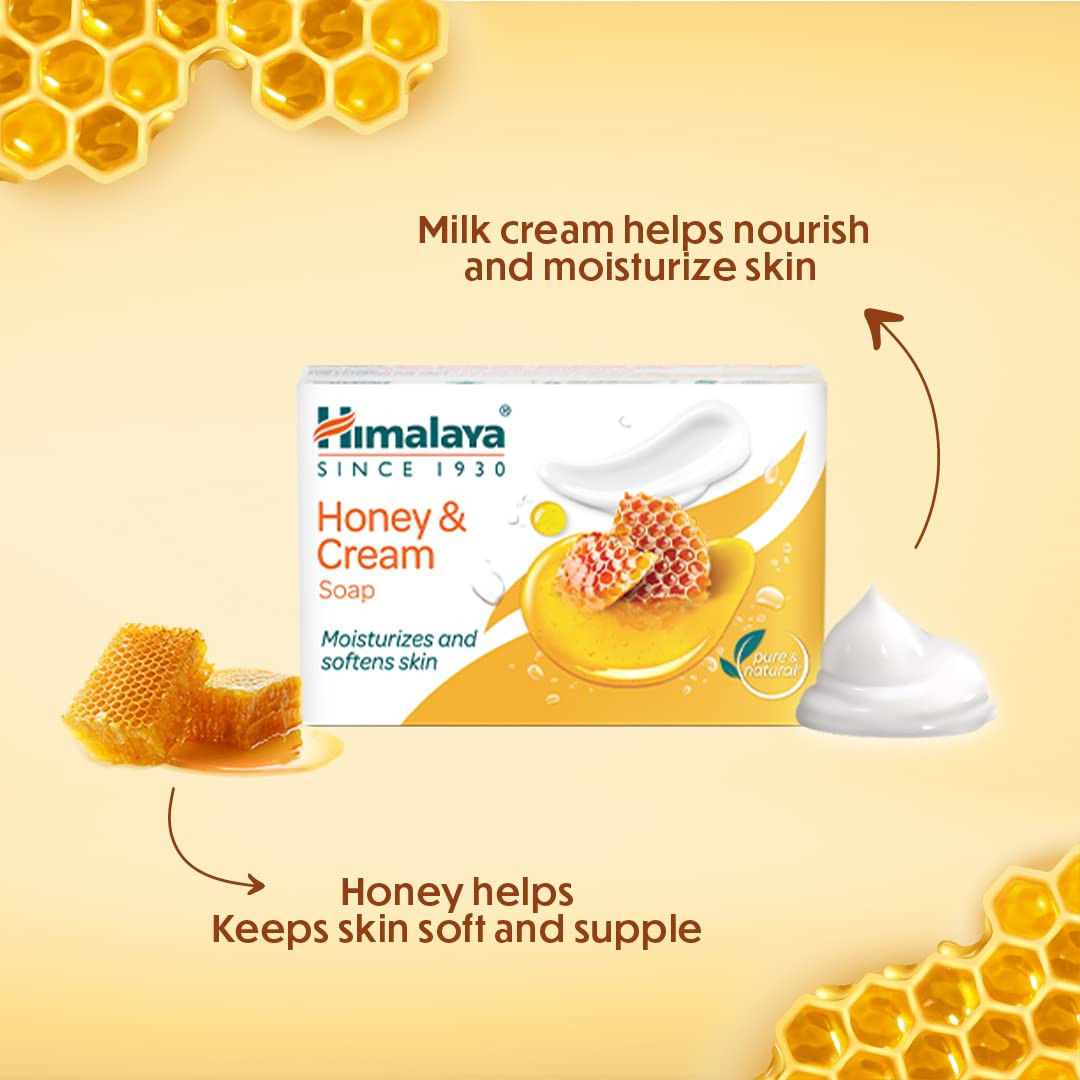 Milk cream helps nourish
and moisturize skin
Himalaya®
SINCE 1930
Honey &
Cream
Soap
Moisturizes and
softens skin
pure &
natural
Honey helps
Keeps skin soft and supple